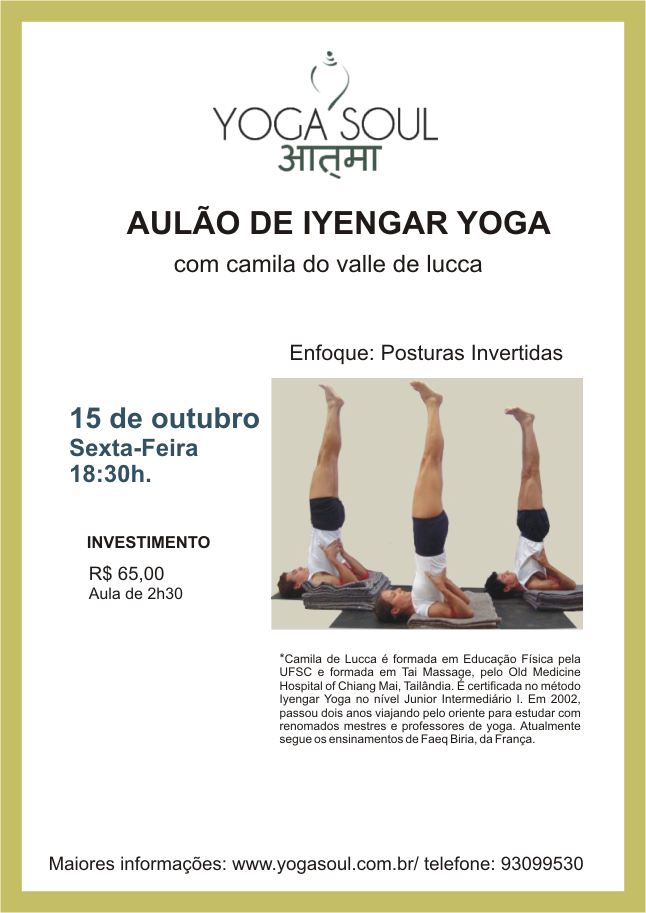 YOGA SOUL
आत्मा
AULÃO DE IYENGAR YOGA
com camila do valle de lucca
Enfoque: Posturas Invertidas
15 de outubro
Sexta-Feira
18:30h.
INVESTIMENTO
R$ 65,00
Aula de 2h30
*Camila de Lucca é formada em Educação Física pela
UFSC e formada em Tai Massage, pelo Old Medicine
Hospital of Chiang Mai, Tailândia. É certificada no método
Iyengar Yoga no nível Junior Intermediário I. Em 2002,
passou dois anos viajando pelo oriente para estudar com
renomados mestres e professores de yoga. Atualmente
segue os ensinamentos de Faeq Biria, da França.
Maiores informações: www.yogasoul.com.br/ telefone: 93099530